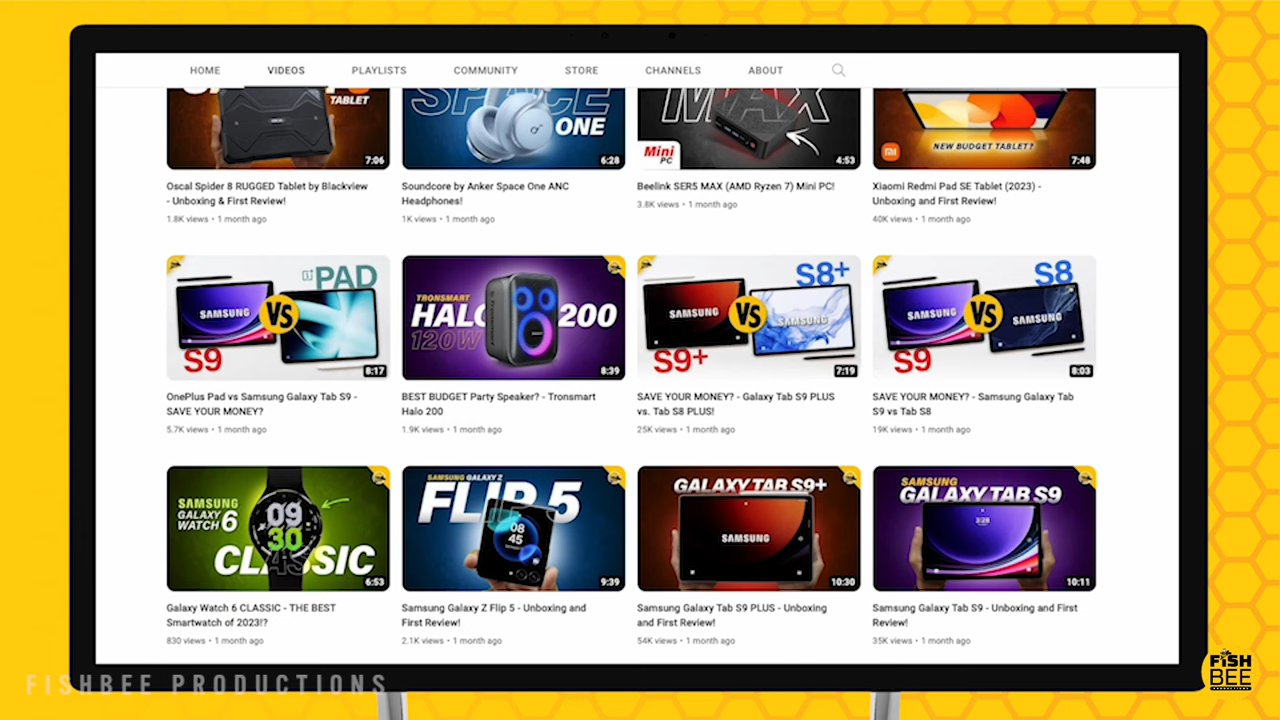 HOME VIDEOS PLAYLISTS COMMUNITY STORE CHANNELS ABOUT
TABLET
7:06
SPACE
ONE
6:28
MAX
Mini
PC
4:53
mi
NEW BUDGET TABLET?
7:48
Oscal Spider 8 RUGGED Tablet by Blackview
- Unboxing & First Review!
1.8K views • 1 month ago
Soundcore by Anker Space One ANC
Headphones!
1K views • 1 month ago
Beelink SER5 MAX (AMD Ryzen 7) Mini PC!
3.8K views • 1 month ago
Xiaomi Redmi Pad SE Tablet (2023) -
Unboxing and First Review!
40K views • 1 month ago
PAD
SAMSUNG
VS
S9
8:17
TRONSMART
HALO 200
120W
8:39
S8+
SAMSUNG
VS
SAMSUNG
S9+
7:19
S8
SAMSUNG
VS
SAMSUNG
S9
8:03
OnePlus Pad vs Samsung Galaxy Tab S9 -
SAVE YOUR MONEY?
5.7K views • 1 month ago
BEST BUDGET Party Speaker? - Tronsmart
Halo 200
1.9K views • 1 month ago
SAVE YOUR MONEY? - Galaxy Tab S9 PLUS
vs. Tab S8 PLUS!
25K views • 1 month ago
SAVE YOUR MONEY? - Samsung Galaxy Tab
S9 vs Tab S8
19K views • 1 month ago
SAMSUNG
GALAXY
WATCH 6
09
30
CLASSIC
6:53
SAMSUNG GALAXY Z
FLIP 5
08
45
9:39
GALAXY TAB S9+
SAMSUNG
10:30
SAMSUNG
GALAXY TAB S9
3:28
10:11
Galaxy Watch 6 CLASSIC - THE BEST
Smartwatch of 2023!?
830 views • 1 month ago
Samsung Galaxy Z Flip 5 - Unboxing and
First Review!
2.1K views • 1 month ago
Samsung Galaxy Tab S9 PLUS - Unboxing
and First Review!
54K views • 1 month ago
Samsung Galaxy Tab S9 - Unboxing and First
Review!
35K views • 1 month ago
FISHBEE PRODUCTIONS
FISH
BEE